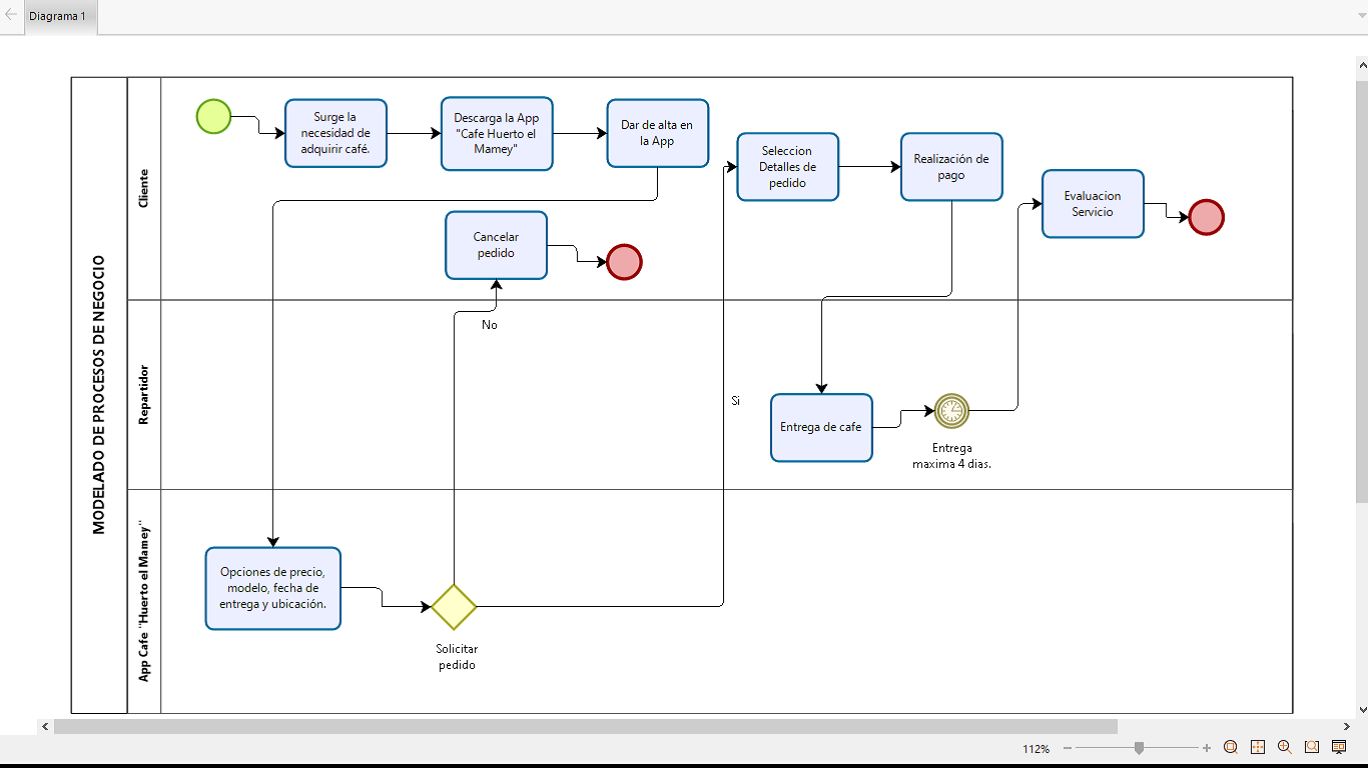 Diagrama 1
MODELADO DE PROCESOS DE NEGOCIO
Cliente
Surge la
necesidad de
adquirir café.
Descarga la App
"Cafe Huerto el
Mamey"
Dar de alta en
la App
Seleccion
Detalles de
pedido
Realización de
pago
Evaluacion
Servicio
Cancelar
pedido
No
Repartidor
Si
Entrega de cafe
Entrega
maxima 4 dias.
App Cafe "Huerto el Mamey"
Opciones de precio,
modelo, fecha de
entrega y ubicación.
Solicitar
pedido
112%